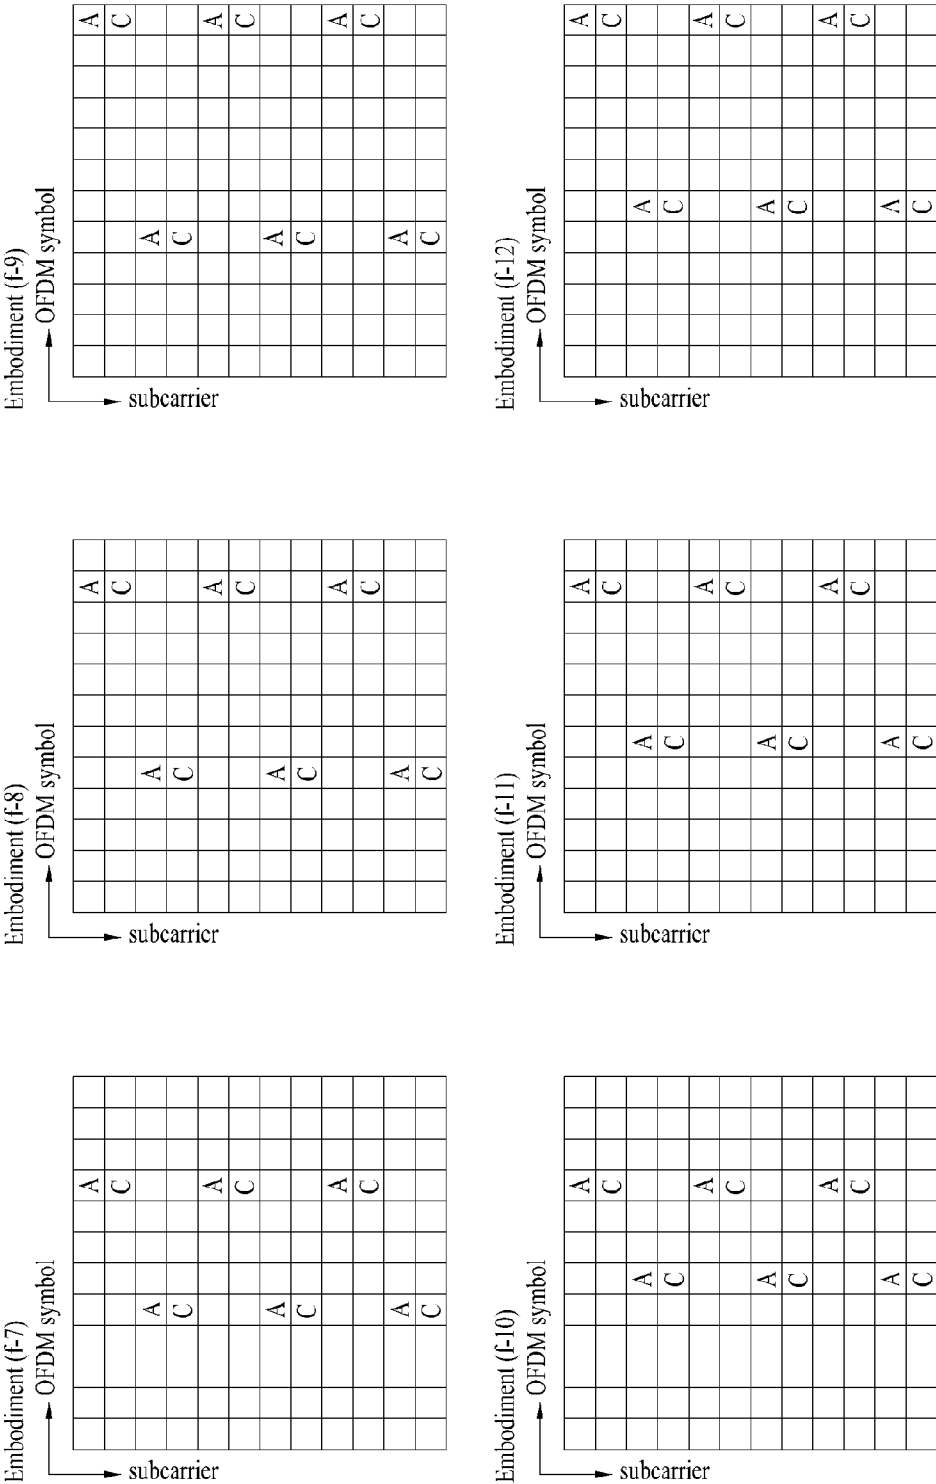 Embodiment (f-7)
OFDM symbol
subcarrier
A
C
A
C
A
C
A
C
A
C
A
C
Embodiment (f-8)
OFDM symbol
subcarrier
A
C
A
C
A
C
A
C
A
C
A
C
Embodiment (f-9)
OFDM symbol
subcarrier
A
C
A
C
A
C
A
C
A
C
A
C
Embodiment (f-10)
OFDM symbol
subcarrier
A
C
A
C
A
C
A
C
A
C
A
C
Embodiment (f-11)
OFDM symbol
subcarrier
A
C
A
C
A
C
A
C
A
C
A
C
Embodiment (f-12)
OFDM symbol
subcarrier
A
C
A
C
A
C
A
C
A
C
A
C